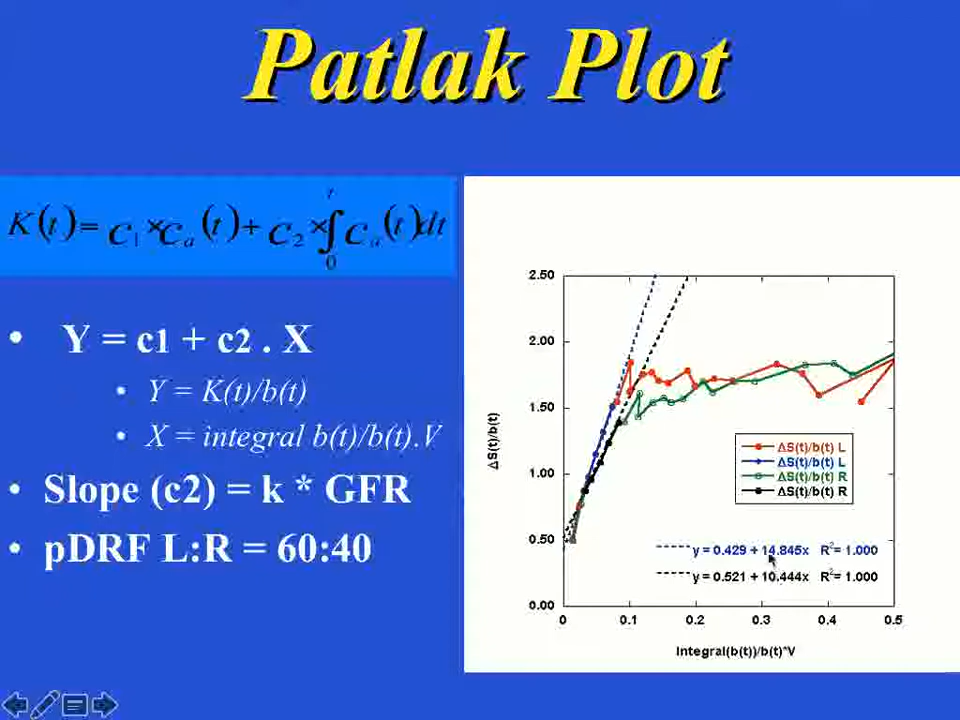 Patlak Plot
K(t)= c₁×cₐ(t)+ c₂×∫₀ᵗcₐ(t)dt
• Y = c1 + c2 . X
• Y = K(t)/b(t)
• X = integral b(t)/b(t).V
• Slope (c2) = k * GFR
• pDRF L:R = 60:40
2.50
2.00
1.50
1.00
0.50
0.00
ΔS(t)/b(t)
ΔS(t)/b(t) L
ΔS(t)/b(t) L
ΔS(t)/b(t) R
ΔS(t)/b(t) R
y = 0.429 + 14.845x R²= 1.000
y = 0.521 + 10.444x R²= 1.000
0 0.1 0.2 0.3 0.4 0.5
Integral(b(t))/b(t)*V